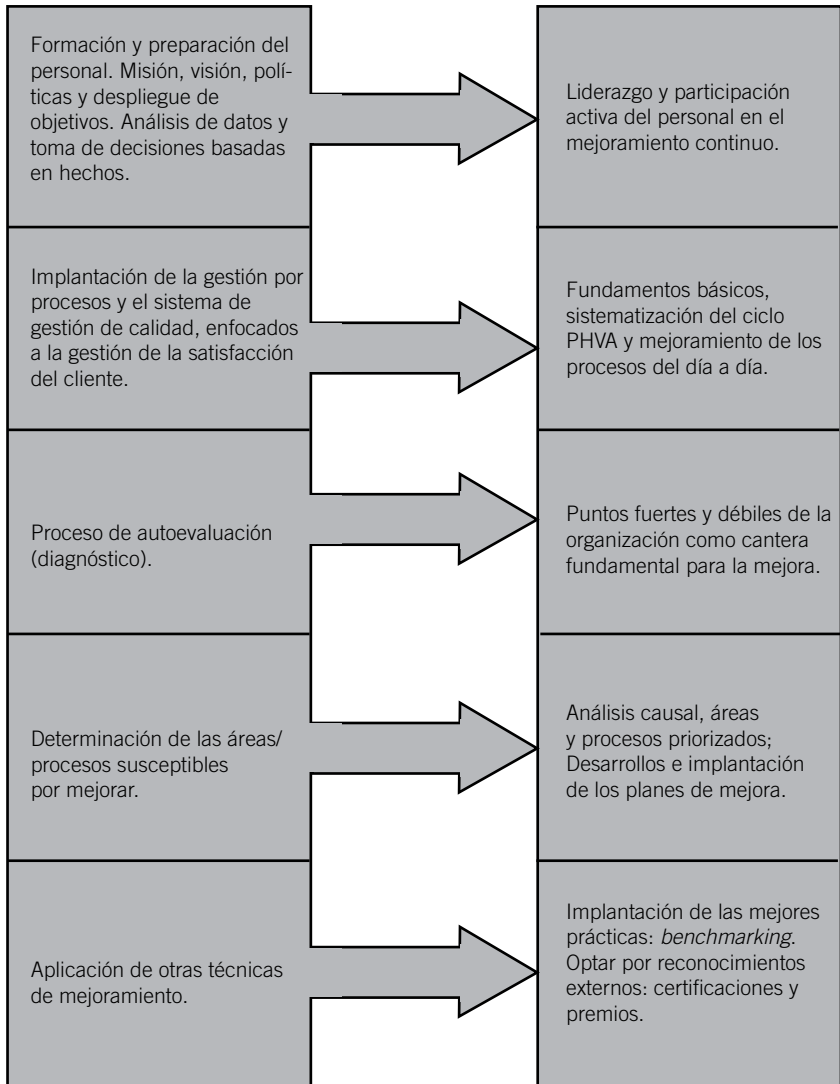 Formación y preparación del
personal. Misión, visión, polí-
ticas y despliegue de
objetivos. Análisis de datos y
toma de decisiones basadas
en hechos.
Liderazgo y participación
activa del personal en el
mejoramiento continuo.
Implantación de la gestión por
procesos y el sistema de
gestión de calidad, enfocados
a la gestión de la satisfacción
del cliente.
Fundamentos básicos,
sistematización del ciclo
PHVA y mejoramiento de los
procesos del día a día.
Proceso de autoevaluación
(diagnóstico).
Puntos fuertes y débiles de la
organización como cantera
fundamental para la mejora.
Determinación de las áreas/
procesos susceptibles
por mejorar.
Análisis causal, áreas
y procesos priorizados;
Desarrollos e implantación
de los planes de mejora.
Aplicación de otras técnicas
de mejoramiento.
Implantación de las mejores
prácticas: benchmarking.
Optar por reconocimientos
externos: certificaciones y
premios.